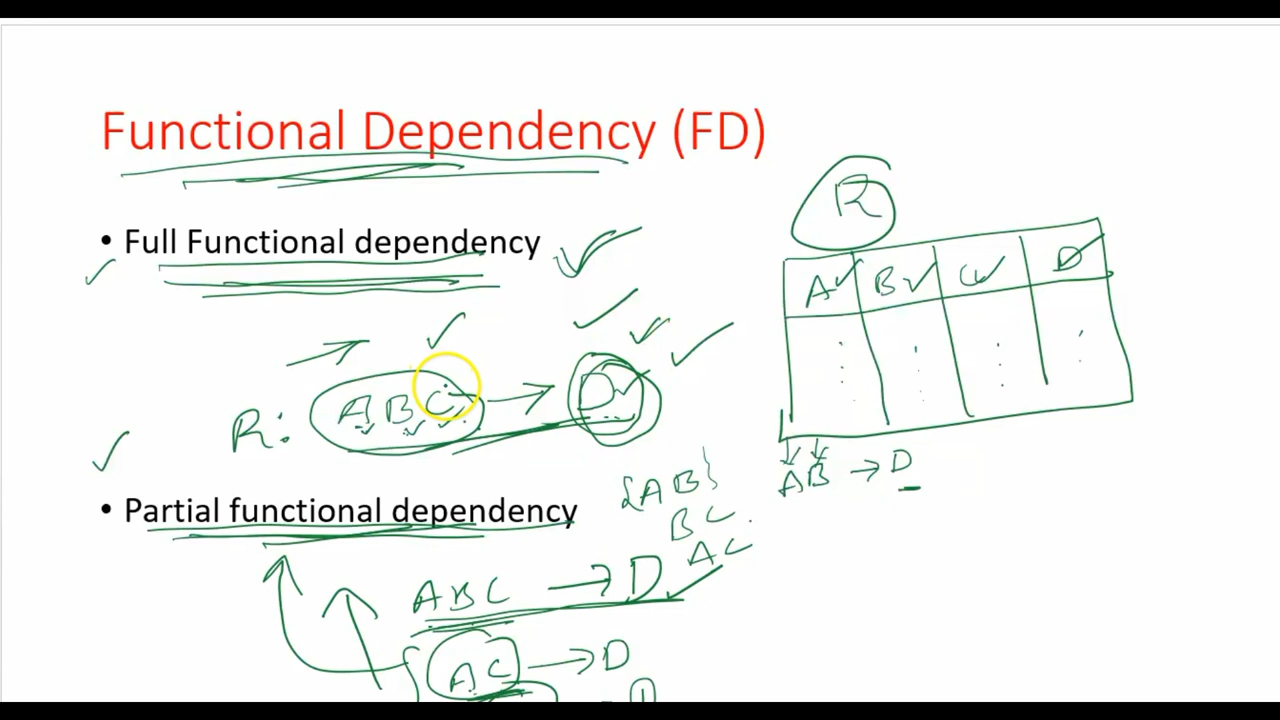 Functional Dependency (FD)
R
• Full Functional dependency
A B C D
R: ABC → D
AB → D
{AB}
• Partial functional dependency
BC
AC
ABC → D
AC → D